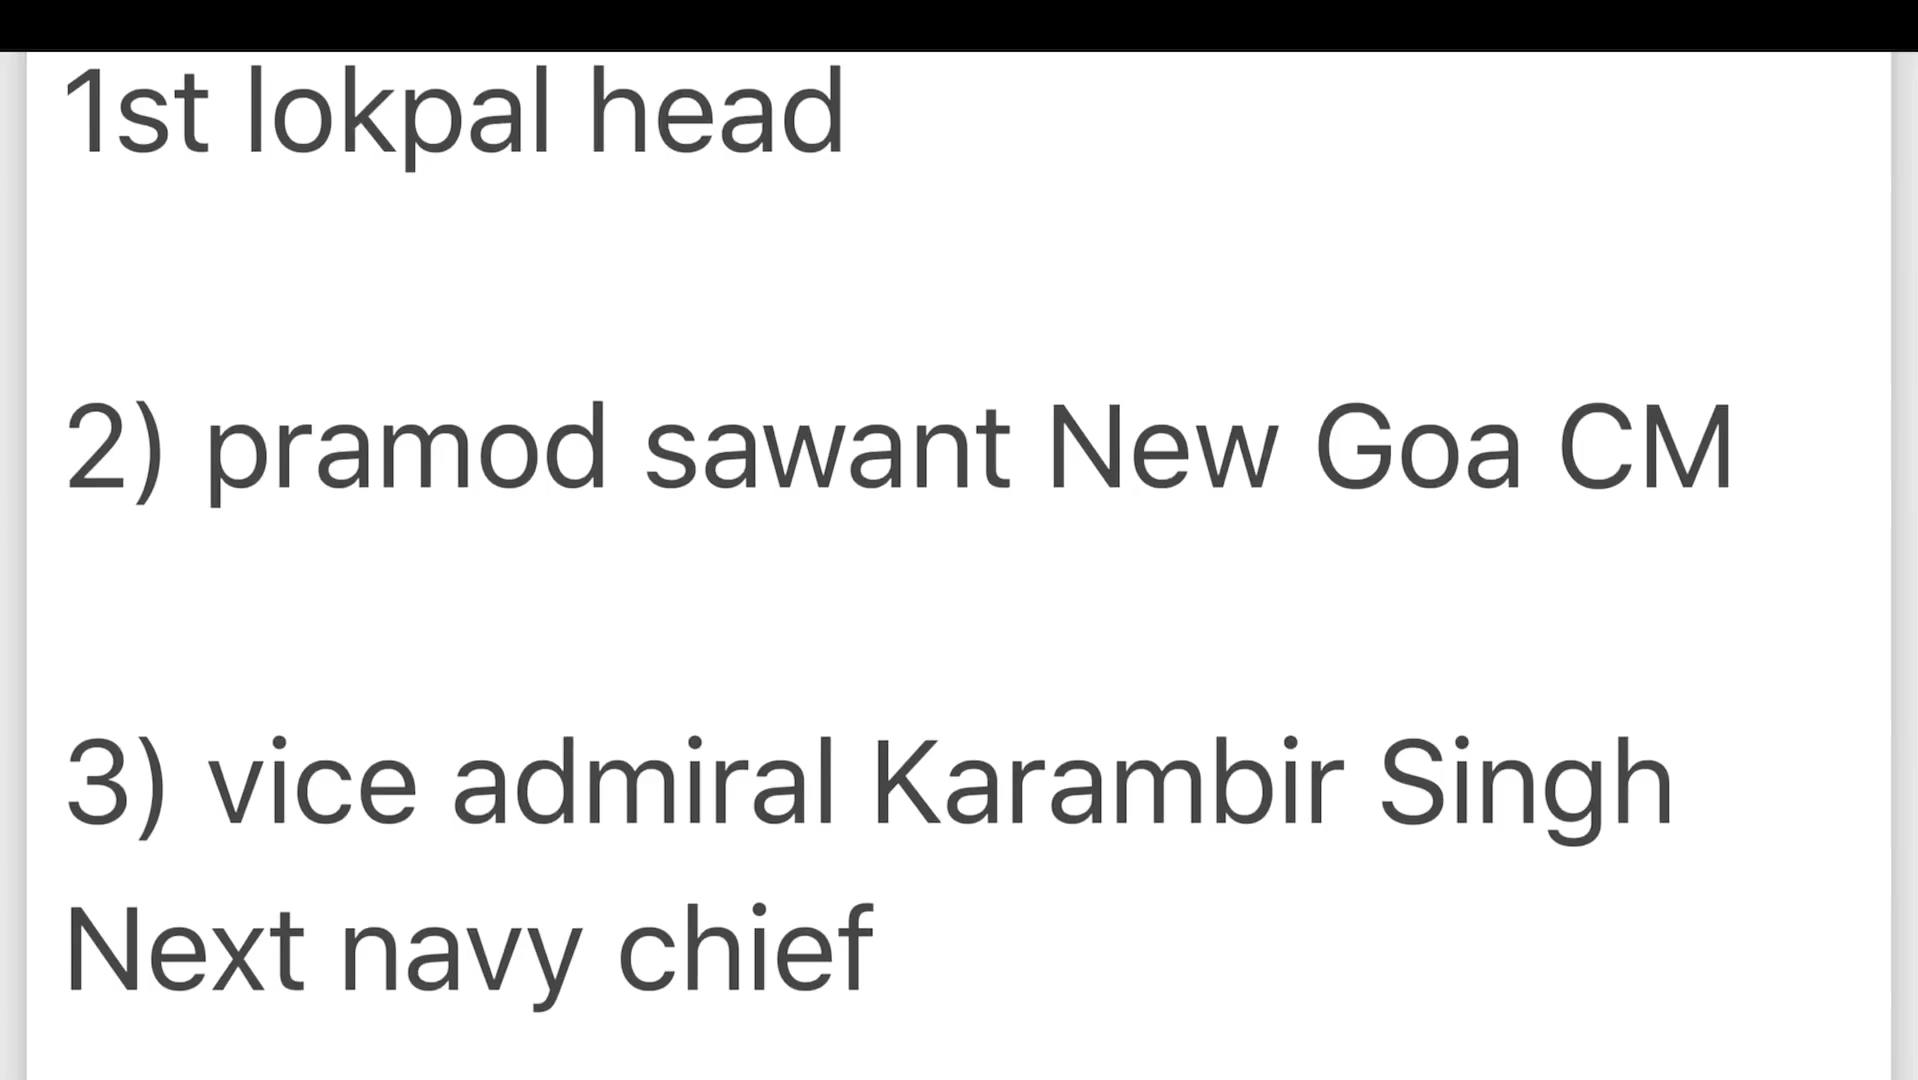 1st lokpal head
2) pramod sawant New Goa CM
3) vice admiral Karambir Singh
Next navy chief